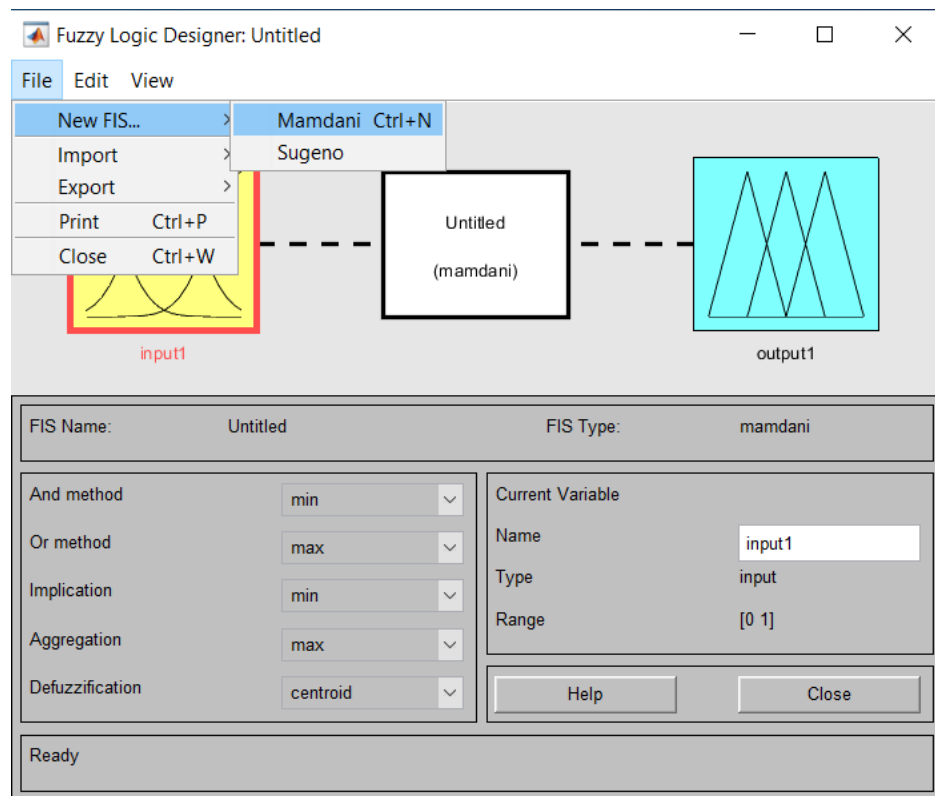 Fuzzy Logic Designer: Untitled
File Edit View
New FIS... >
Mamdani Ctrl+N
Import >
Sugeno
Export >
Print Ctrl+P
Close Ctrl+W
Untitled
(mamdani)
input1
output1
FIS Name: Untitled FIS Type: mamdani
And method min
Or method max
Implication min
Aggregation max
Defuzzification centroid
Current Variable
Name input1
Type input
Range [0 1]
Help Close
Ready